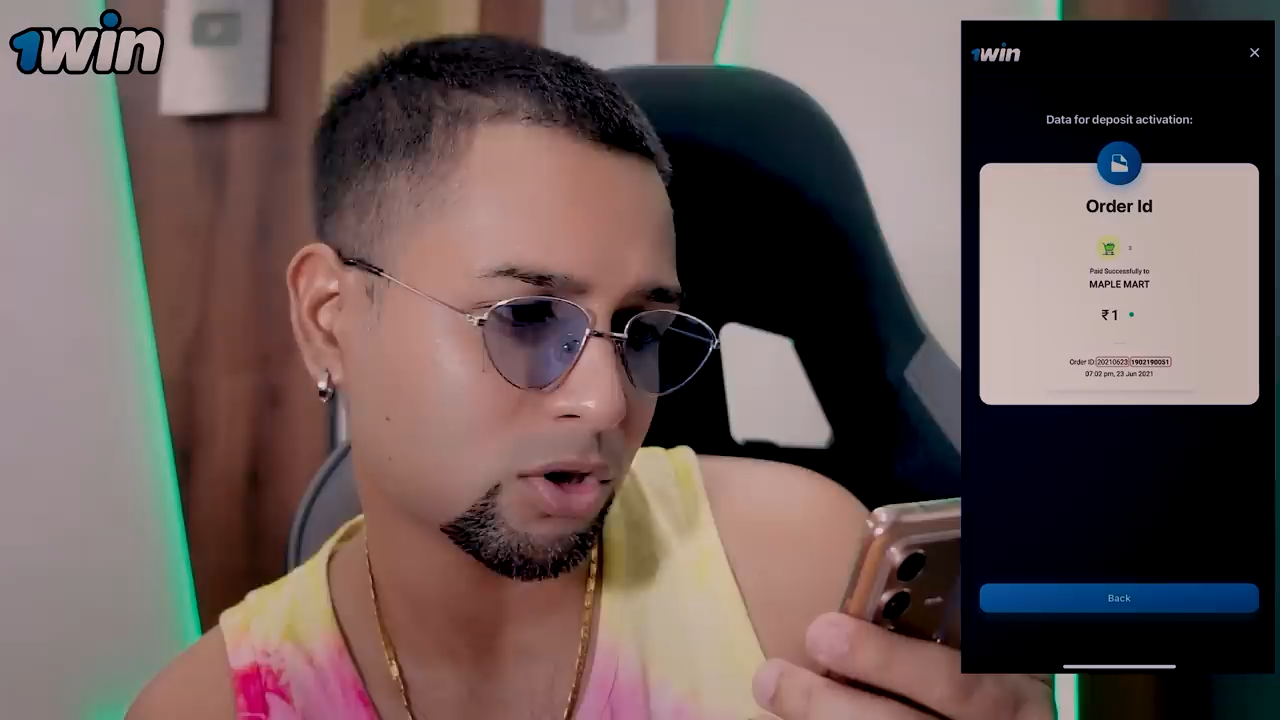 1win
1win
Data for deposit activation:
Order Id
3
Paid Successfully to
MAPLE MART
₹1
Order ID:20210623 1902190051
07:02 pm, 23 Jun 2021
Back